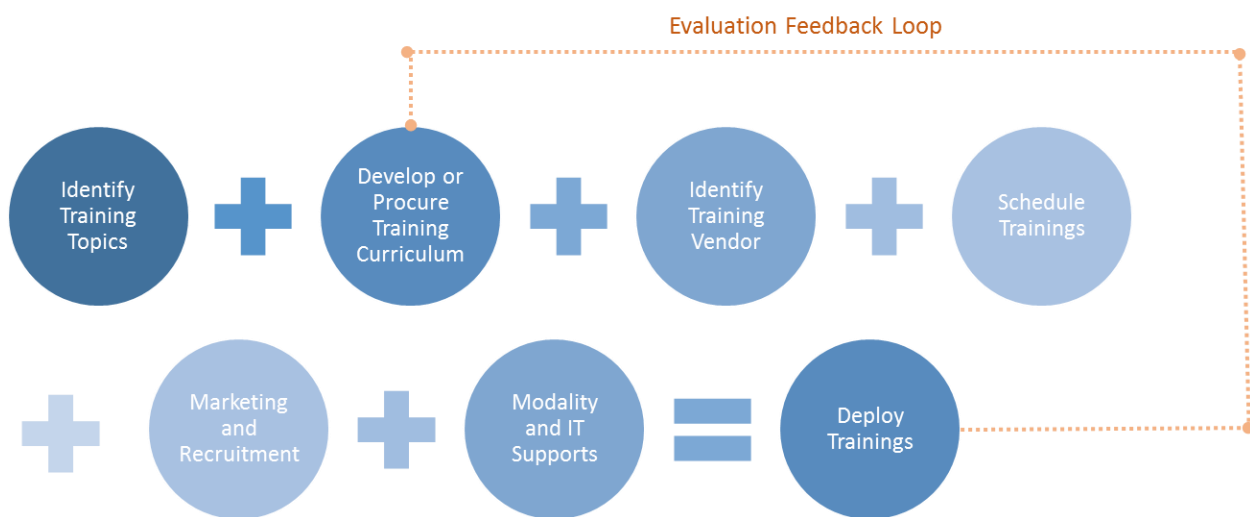 Evaluation Feedback Loop
Identify
Training
Topics
Develop or
Procure
Training
Curriculum
Identify
Training
Vendor
Schedule
Trainings
Marketing
and
Recruitment
Modality
and IT
Supports
Deploy
Trainings